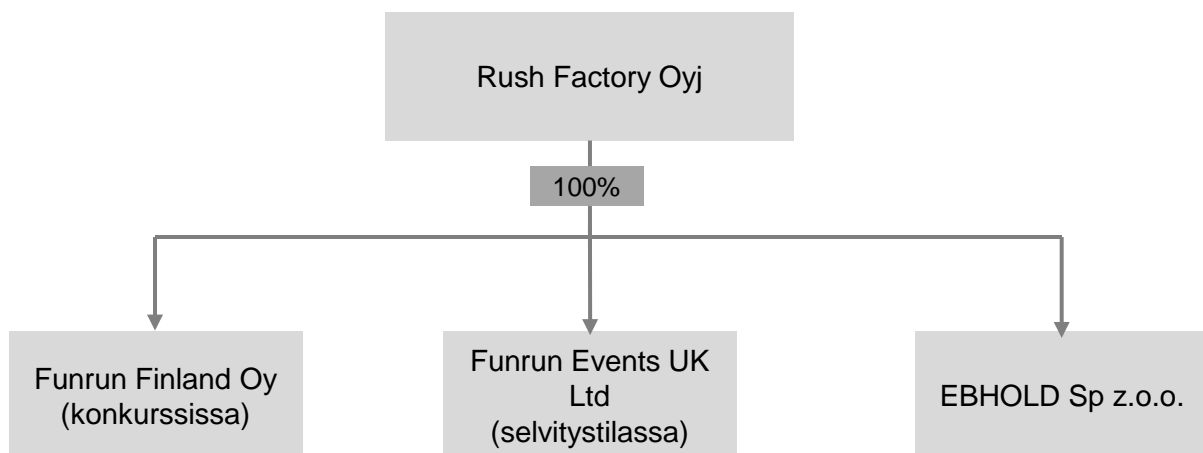 Rush Factory Oyj
100%
Funrun Finland Oy
(konkurssissa)
Funrun Events UK
Ltd
(selvitystilassa)
EBHOLD Sp z.o.o.